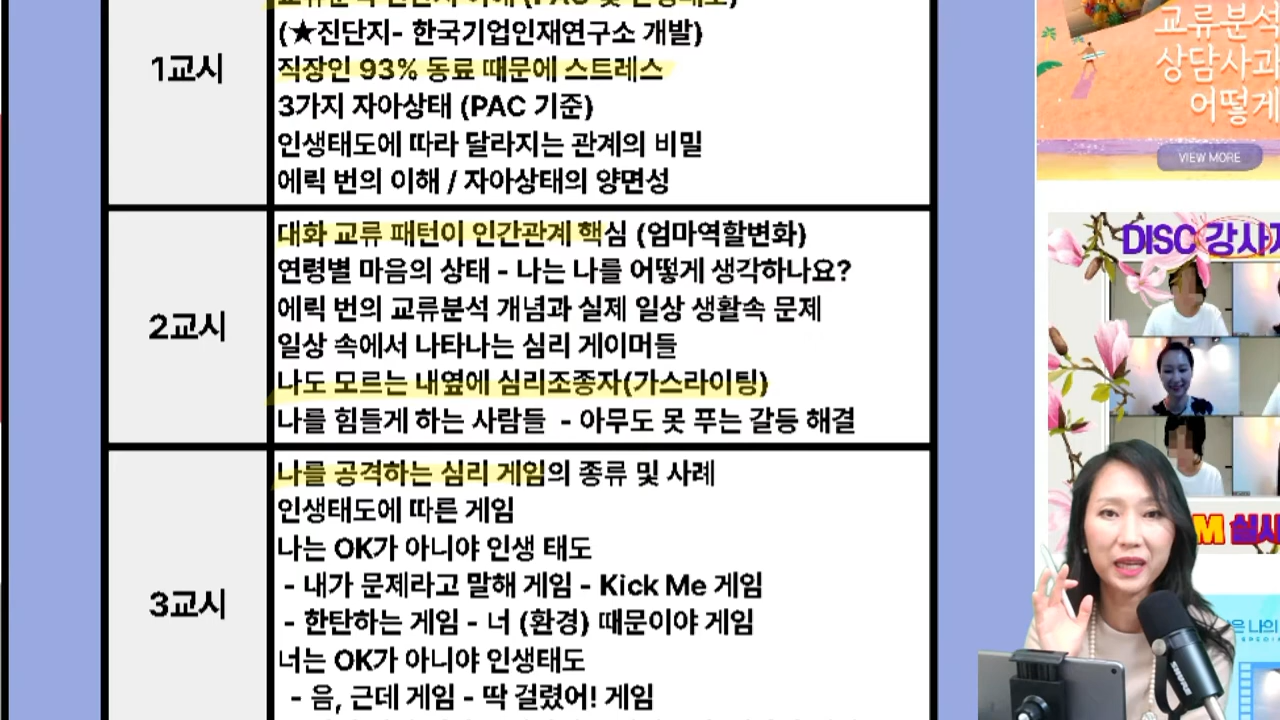 1교시
(★진단지- 한국기업인재연구소 개발)
직장인 93% 동료 때문에 스트레스
3가지 자아상태 (PAC 기준)
인생태도에 따라 달라지는 관계의 비밀
에릭 번의 이해 / 자아상태의 양면성
2교시
대화 교류 패턴이 인간관계 핵심 (엄마역할변화)
연령별 마음의 상태 - 나는 나를 어떻게 생각하나요?
에릭 번의 교류분석 개념과 실제 일상 생활속 문제
일상 속에서 나타나는 심리 게이머들
나도 모르는 내옆에 심리조종자(가스라이팅)
나를 힘들게 하는 사람들 - 아무도 못 푸는 갈등 해결
3교시
나를 공격하는 심리 게임의 종류 및 사례
인생태도에 따른 게임
나는 OK가 아니야 인생 태도
- 내가 문제라고 말해 게임 - Kick Me 게임
- 한탄하는 게임 - 너 (환경) 때문이야 게임
너는 OK가 아니야 인생태도
- 음, 근데 게임 - 딱 걸렸어! 게임
교류분석
상담사과
어떻게
VIEW MORE
DISC 강사
M 실시
은 나의
SHURE